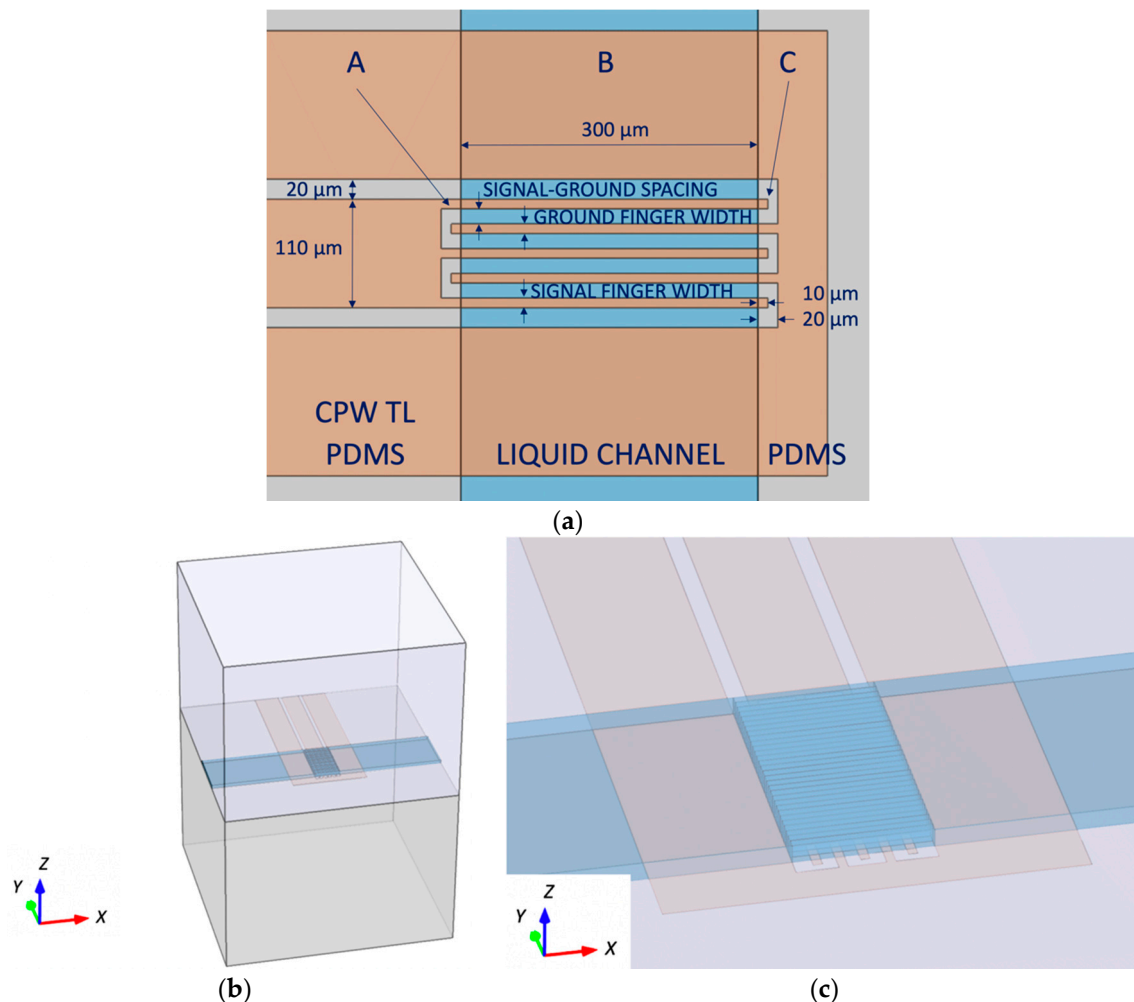 A B C
300 μm
20 μm
SIGNAL-GROUND SPACING
GROUND FINGER WIDTH
110 μm
SIGNAL FINGER WIDTH
10 μm
20 μm
CPW TL
PDMS
LIQUID CHANNEL
PDMS
(a)
Z
Y
X
Z
Y
X
(b)
(c)